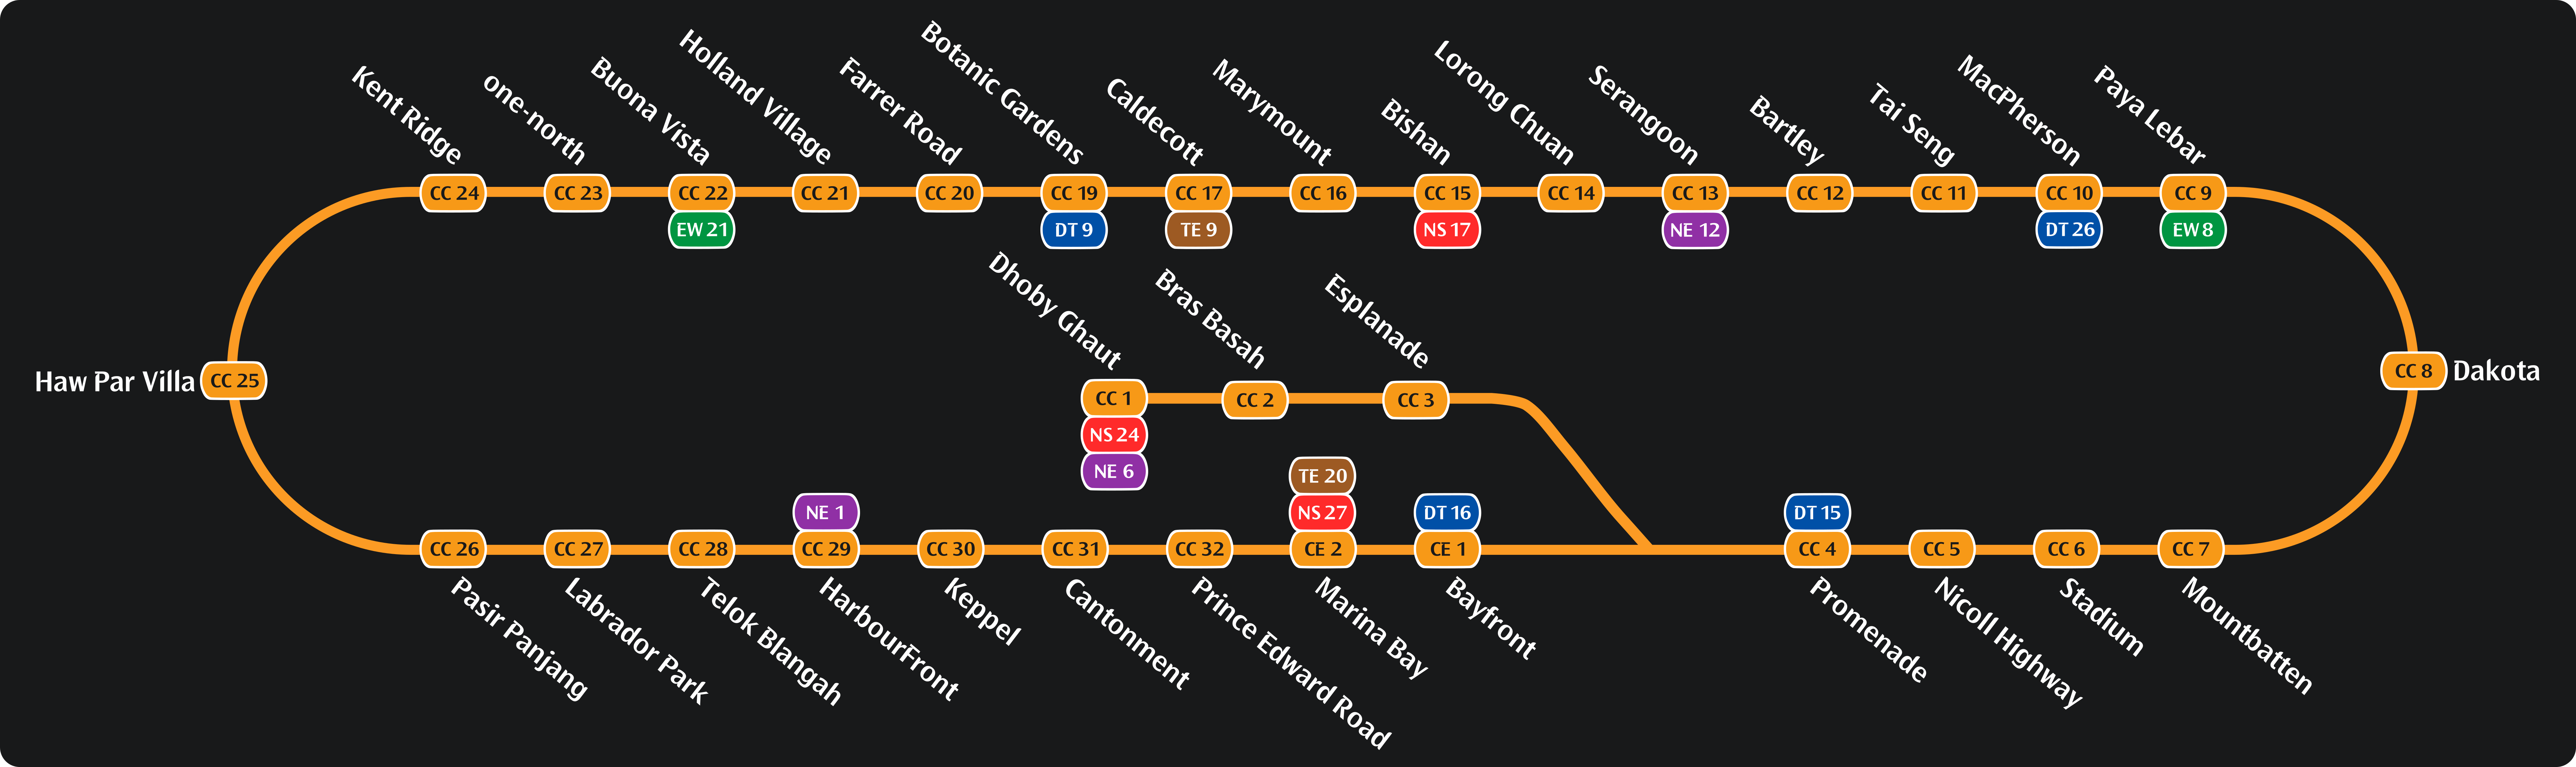 Kent Ridge
one-north
Buona Vista
Holland Village
Farrer Road
Botanic Gardens
Caldecott
Marymount
Bishan
Lorong Chuan
Serangoon
Bartley
Tai Seng
MacPherson
Paya Lebar
CC 24
CC 23
CC 22
CC 21
CC 20
CC 19
CC 17
CC 16
CC 15
CC 14
CC 13
CC 12
CC 11
CC 10
CC 9
EW 21
DT 9
TE 9
NS 17
NE 12
DT 26
EW 8
Dhoby Ghaut
Bras Basah
Esplanade
Haw Par Villa
CC 25
CC 8
Dakota
CC 1
CC 2
CC 3
NS 24
NE 6
TE 20
NE 1
NS 27
DT 16
DT 15
CC 26
CC 27
CC 28
CC 29
CC 30
CC 31
CC 32
CE 2
CE 1
CC 4
CC 5
CC 6
CC 7
Pasir Panjang
Labrador Park
Telok Blangah
HarbourFront
Keppel
Cantonment
Prince Edward Road
Marina Bay
Bayfront
Promenade
Nicoll Highway
Stadium
Mountbatten